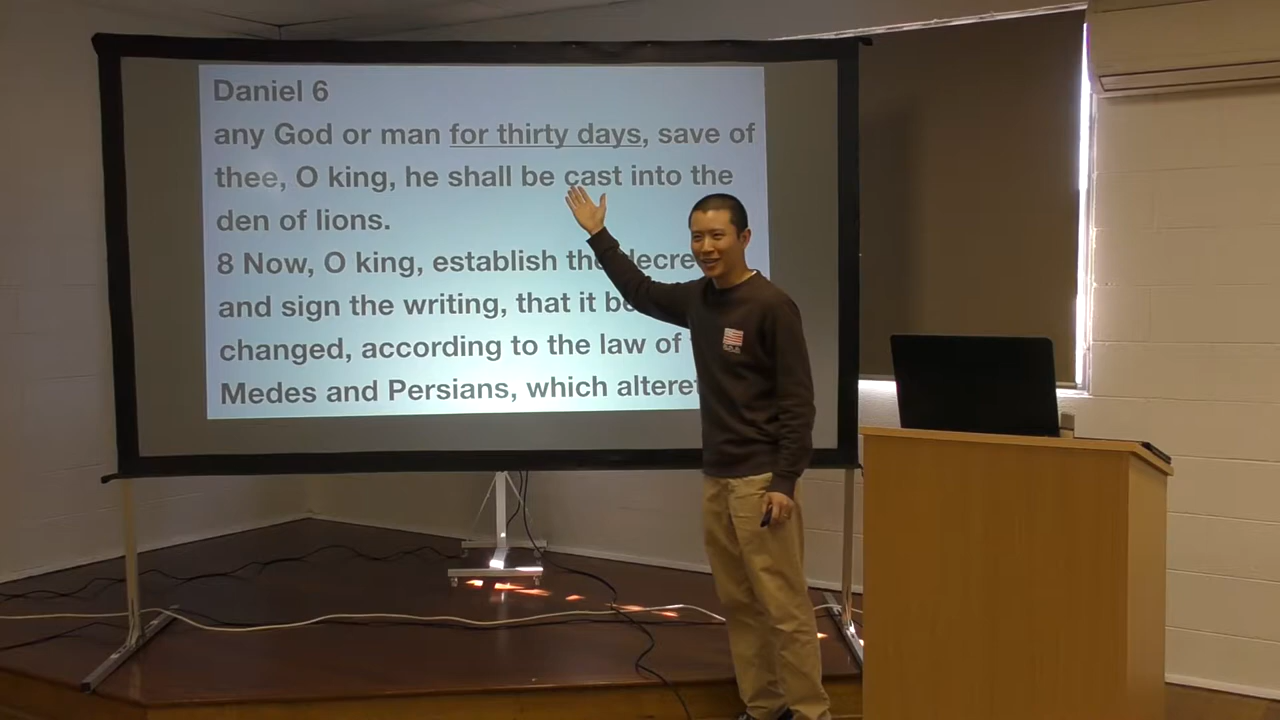 Daniel 6
any God or man for thirty days, save of
thee, O king, he shall be cast into the
den of lions.
8 Now, O king, establish the decre
and sign the writing, that it be
changed, according to the law of
Medes and Persians, which altere